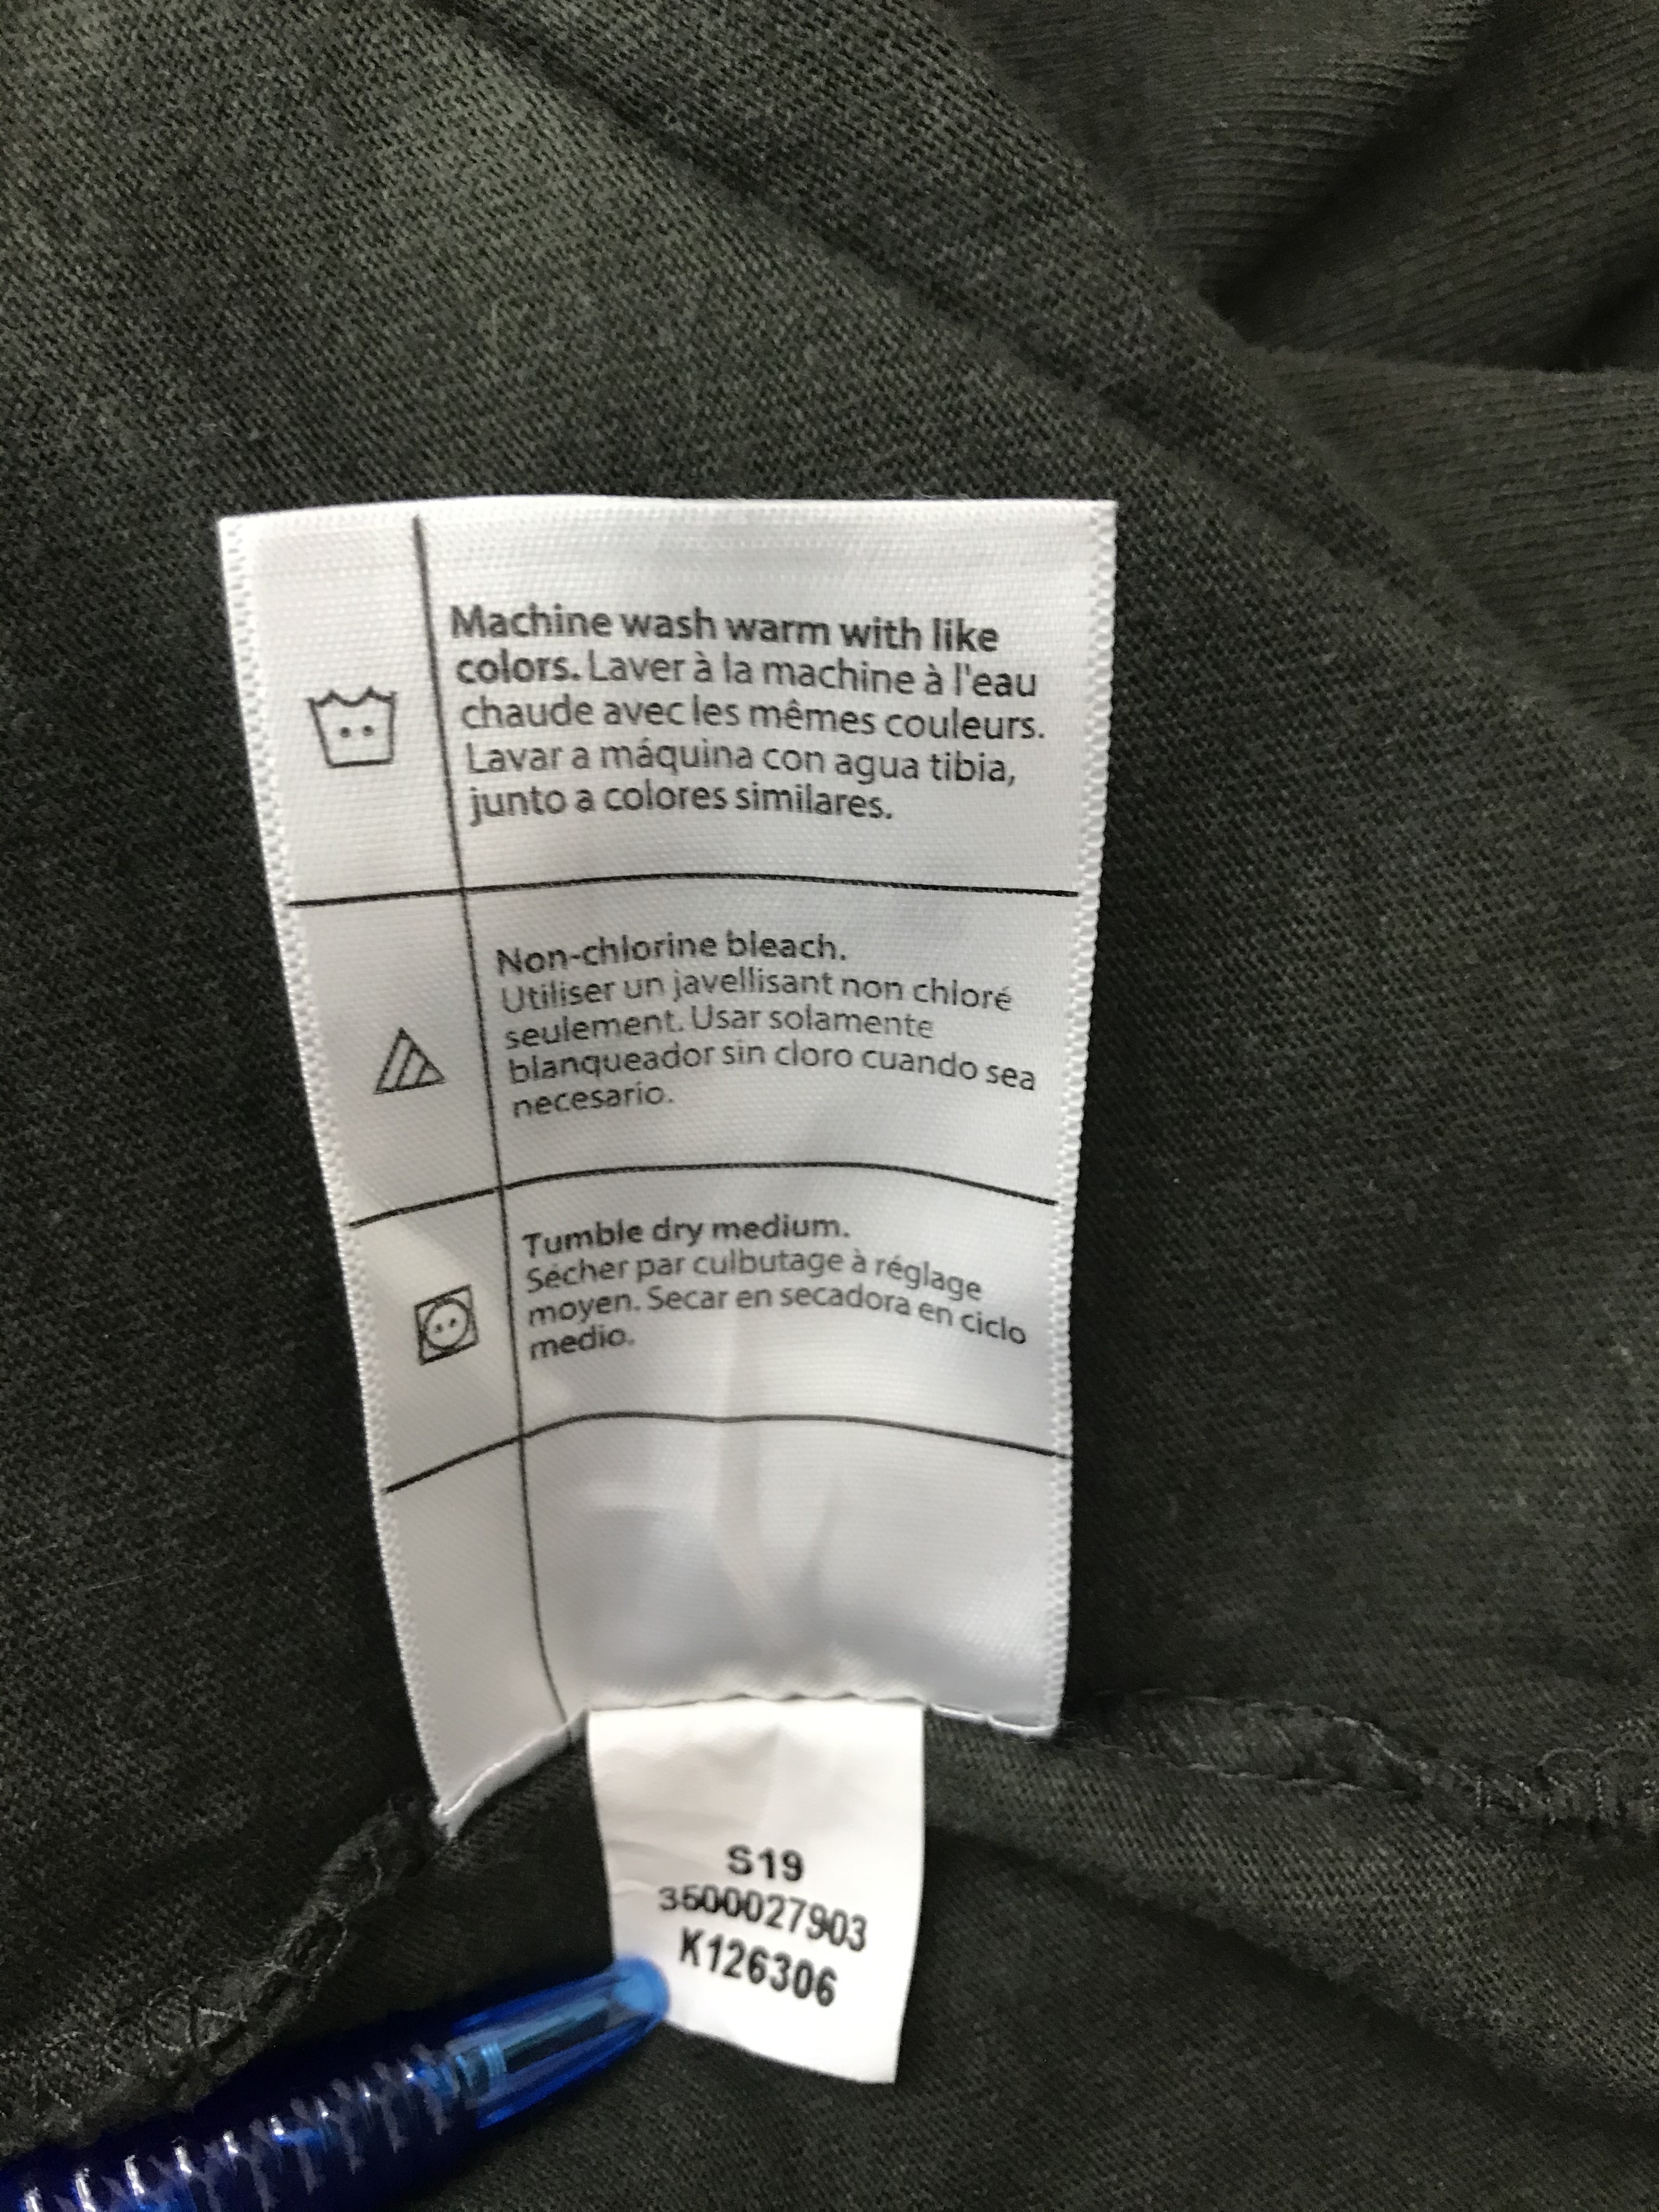 Machine wash warm with like
colors. Laver à la machine à l'eau
chaude avec les mêmes couleurs.
Lavar a máquina con agua tibia,
junto a colores similares.
Non-chlorine bleach.
Utiliser un javellisant non chloré
seulement. Usar solamente
blanqueador sin cloro cuando sea
necesario.
Tumble dry medium.
Sécher par culbutage à réglage
moyen. Secar en secadora en ciclo
medio.
S19
3500027903
K126306